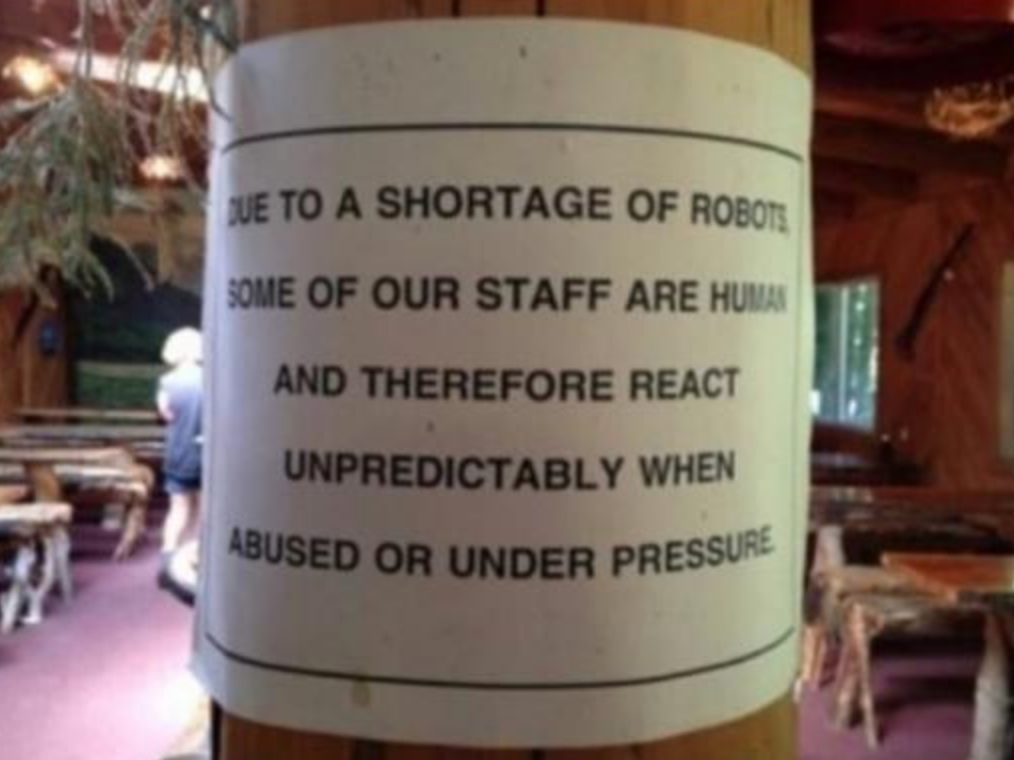 DUE TO A SHORTAGE OF ROBOTS,
SOME OF OUR STAFF ARE HUMAN
AND THEREFORE REACT
UNPREDICTABLY WHEN
ABUSED OR UNDER PRESSURE.